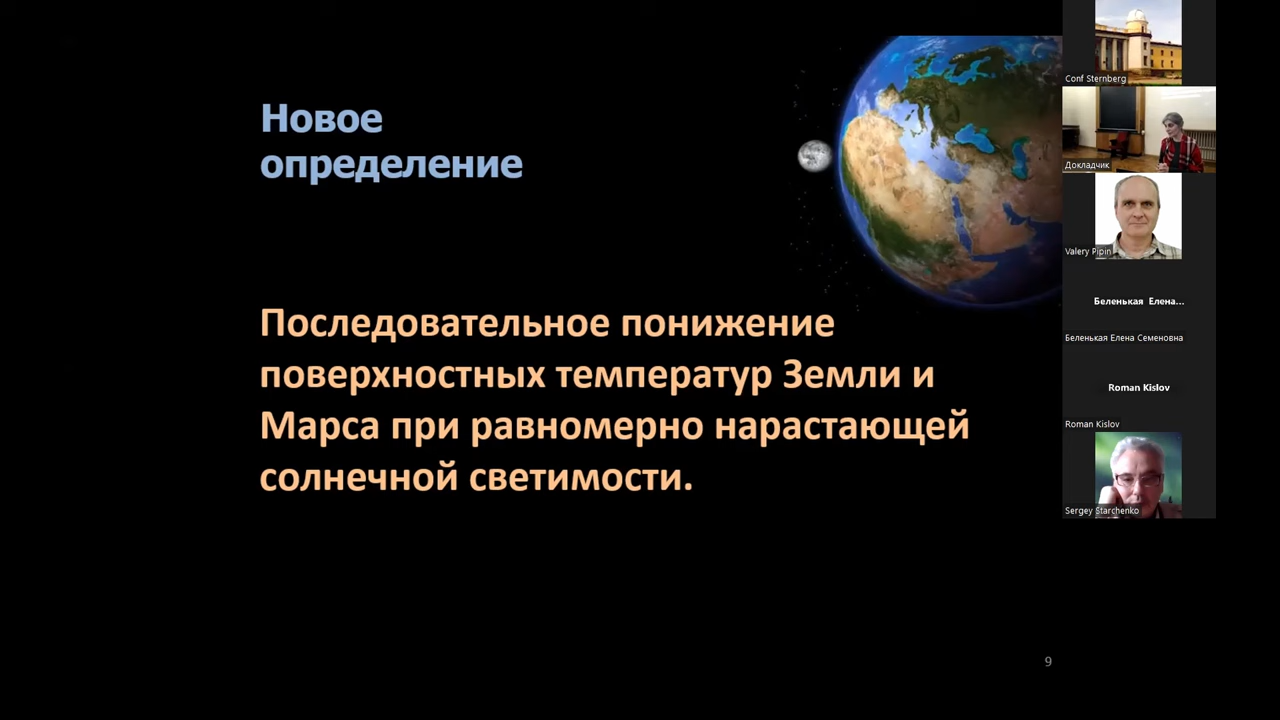 Новое
определение
Последовательное понижение
поверхностных температур Земли и
Марса при равномерно нарастающей
солнечной светимости.
9
Conf Sternberg
Докладчик
Valery Pipin
Беленькая Елена...
Беленькая Елена Семеновна
Roman Kislov
Roman Kislov
Sergey Starchenko